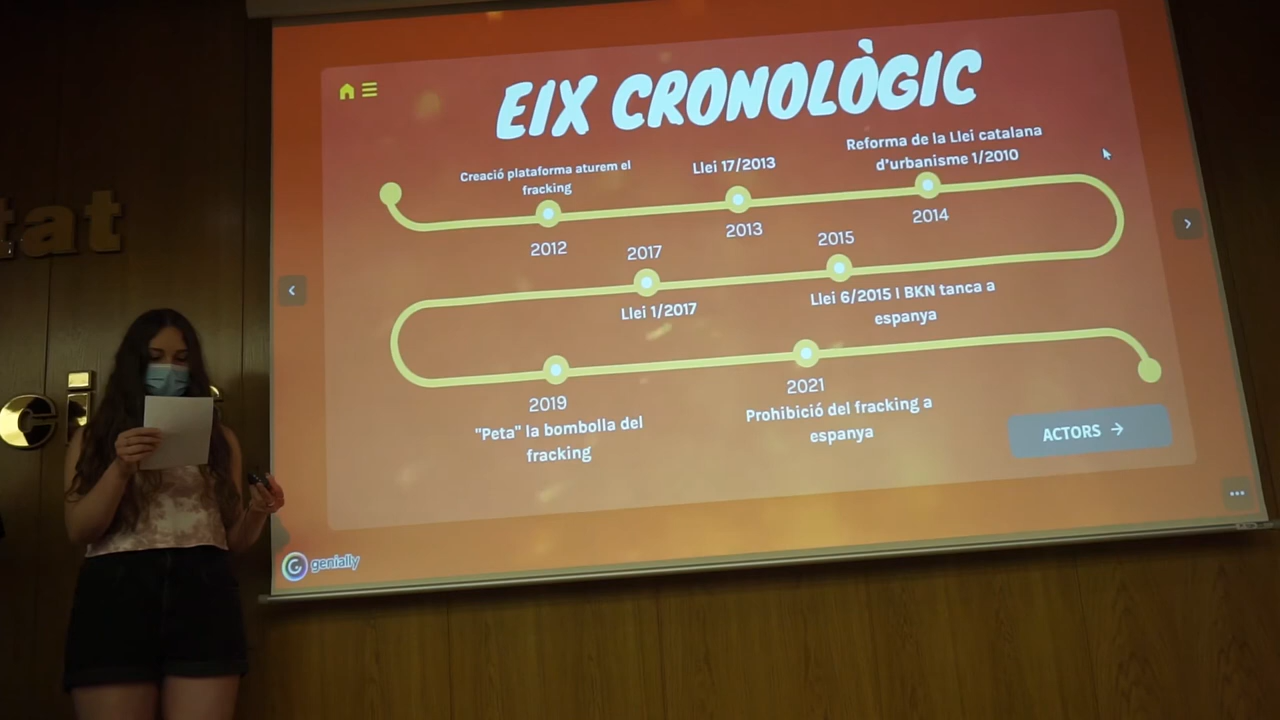 EIX CRONOLÒGIC
Creació plataforma aturem el
fracking
2012
Llei 17/2013
2013
Reforma de la Llei catalana
d'urbanisme 1/2010
2014
2015
Llei 6/2015 I BKN tanca a
espanya
2017
Llei 1/2017
2019
"Peta" la bombolla del
fracking
2021
Prohibició del fracking a
espanya
ACTORS →
genially
tat